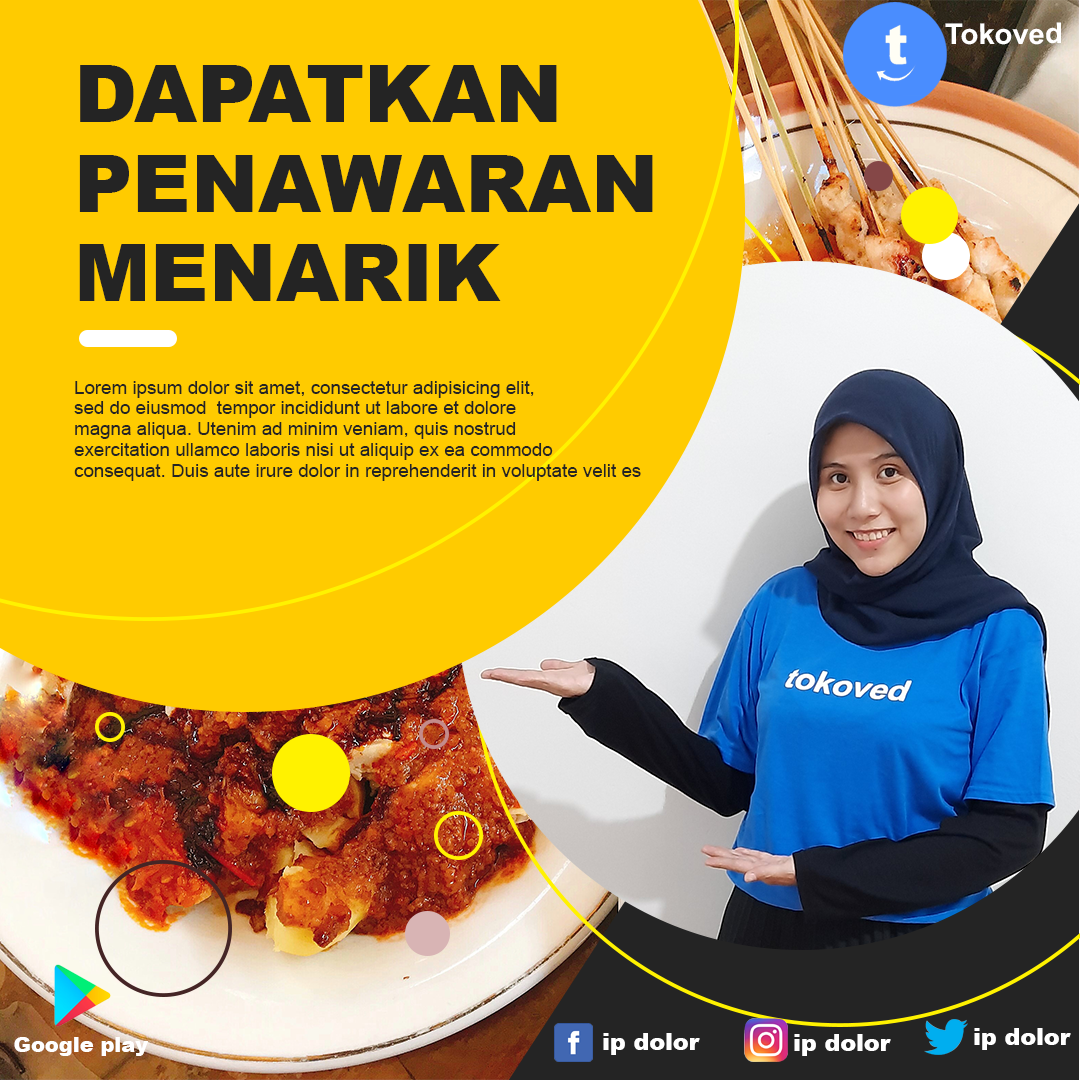 Tokoved
DAPATKAN
PENAWARAN
MENARIK
Lorem ipsum dolor sit amet, consectetur adipisicing elit,
sed do eiusmod  tempor incididunt ut labore et dolore
magna aliqua. Utenim ad minim veniam, quis nostrud
exercitation ullamco laboris nisi ut aliquip ex ea commodo
consequat. Duis aute irure dolor in reprehenderit in voluptate velit es
tokoved
Google play
ip dolor
ip dolor
ip dolor